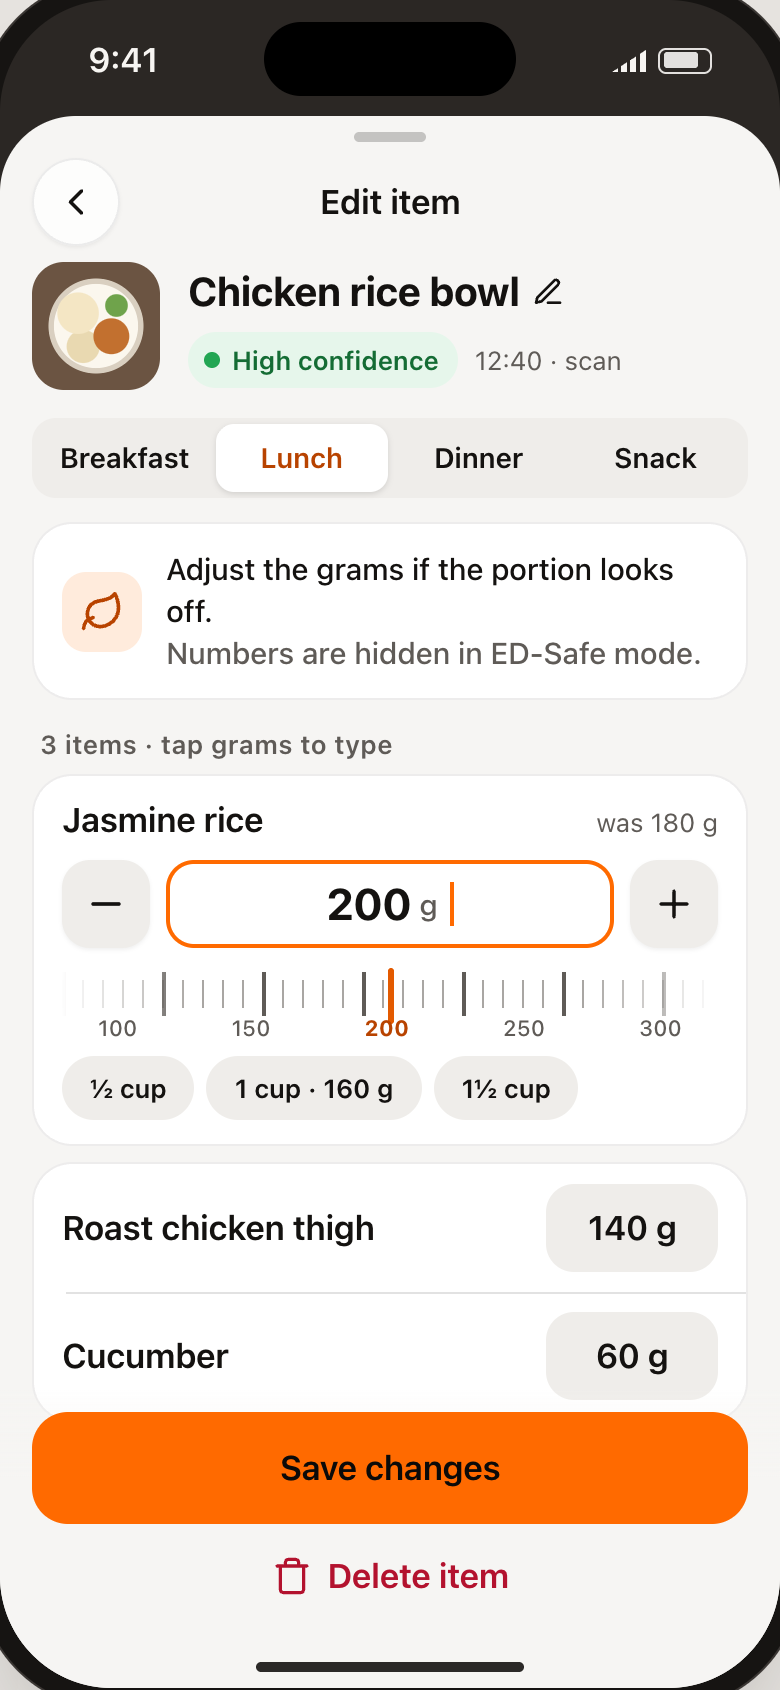 9:41
Edit item
Chicken rice bowl
High confidence
12:40 · scan
Breakfast
Lunch
Dinner
Snack
Adjust the grams if the portion looks
off.
Numbers are hidden in ED-Safe mode.
3 items · tap grams to type
Jasmine rice
was 180 g
200 g
100
150
200
250
300
½ cup
1 cup · 160 g
1½ cup
Roast chicken thigh
140 g
Cucumber
60 g
Save changes
Delete item